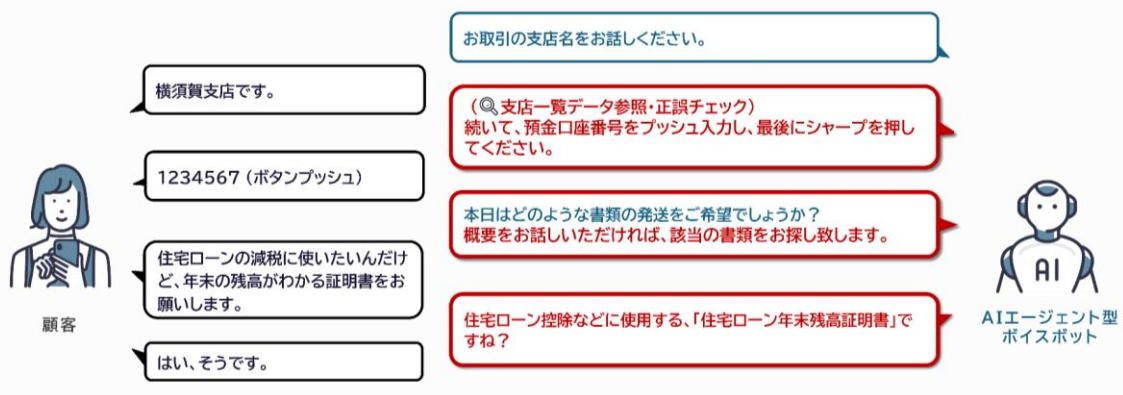 お取引の支店名をお話しください。
横須賀支店です。
（🔍支店一覧データ参照・正誤チェック）
続いて、預金口座番号をプッシュ入力し、最後にシャープを押し
てください。
1234567（ボタンプッシュ）
本日はどのような書類の発送をご希望でしょうか？
概要をお話しいただければ、該当の書類をお探し致します。
住宅ローンの減税に使いたいんだけ
ど、年末の残高がわかる証明書をお
願いします。
住宅ローン控除などに使用する、「住宅ローン年末残高証明書」で
すね？
はい、そうです。
顧客
AI
AIエージェント型
ボイスボット